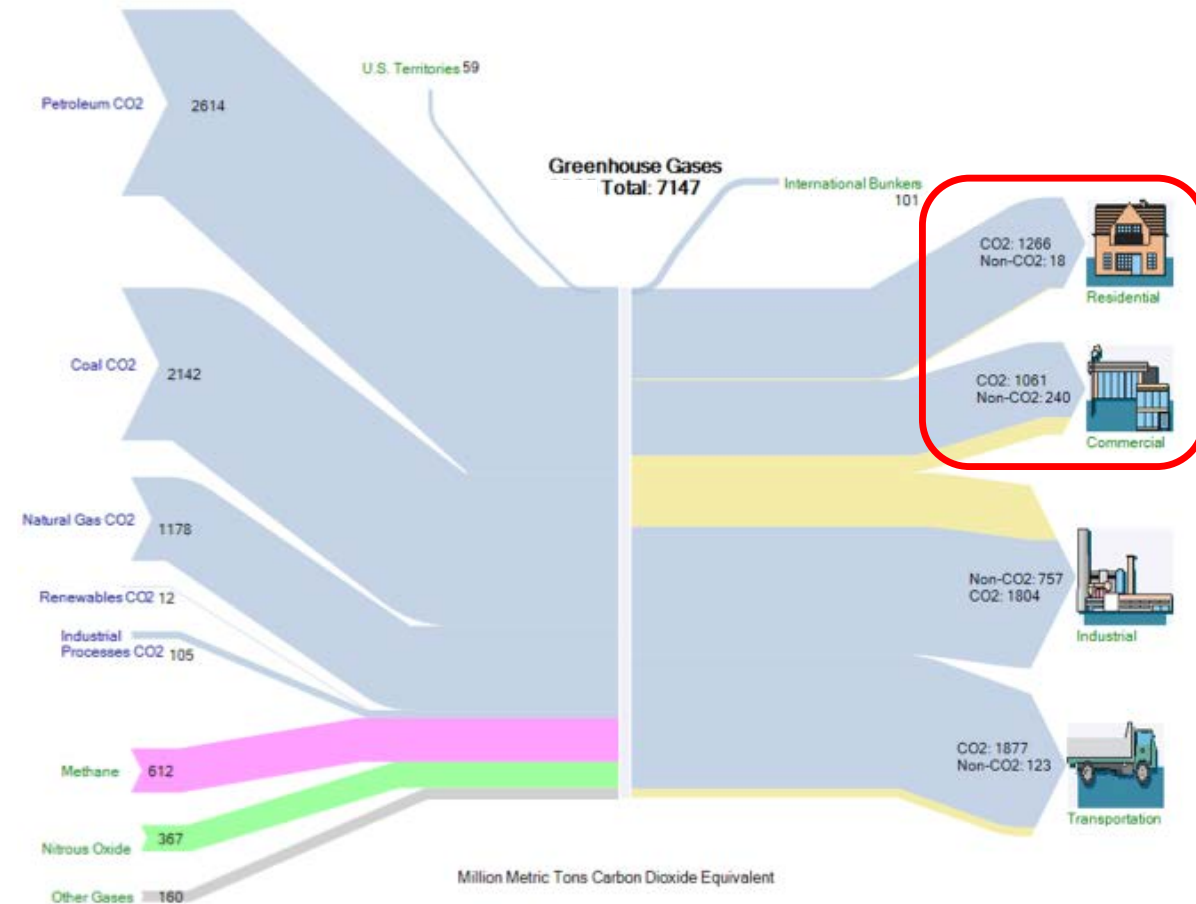 Petroleum CO2
2614
U.S. Territories 59
Greenhouse Gases
Total: 7147
International Bunkers
101
CO2: 1266
Non-CO2: 18
Residential
Coal CO2
2142
CO2: 1061
Non-CO2: 240
Commercial
Natural Gas CO2
1178
Renewables CO2 12
Industrial
Processes CO2 105
Non-CO2: 757
CO2: 1804
Industrial
Methane
612
CO2: 1877
Non-CO2: 123
Transportation
Nitrous Oxide
367
Other Gases
160
Million Metric Tons Carbon Dioxide Equivalent